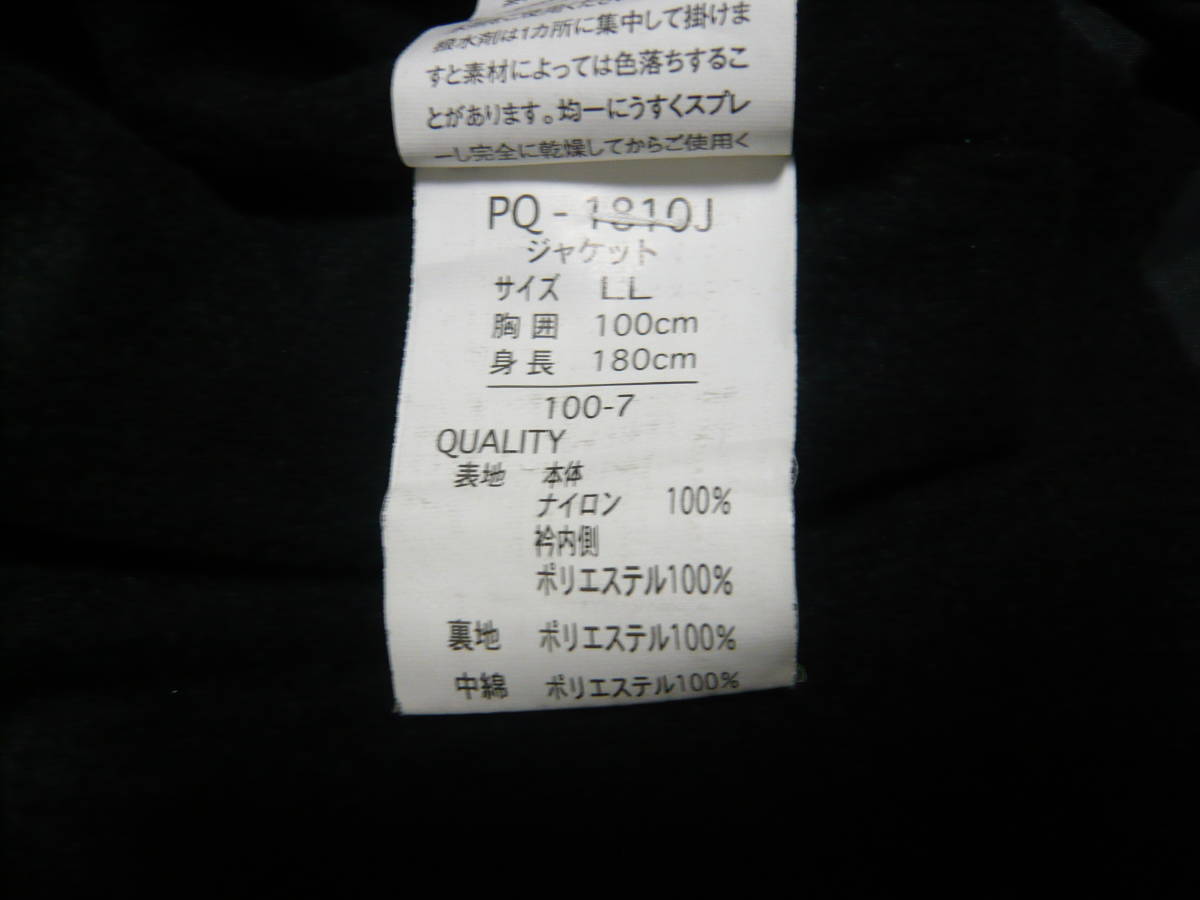 撥水剤は1カ所に集中して掛けま
すと素材によっては色落ちするこ
とがあります。均一にうすくスプレ
ーし完全に乾燥してからご使用く
PQ - 1810J
ジャケット
サイズ LL
胸囲 100cm
身長 180cm
100-7
QUALITY
表地 本体
ナイロン 100%
衿内側
ポリエステル100%
裏地 ポリエステル100%
中綿 ポリエステル100%